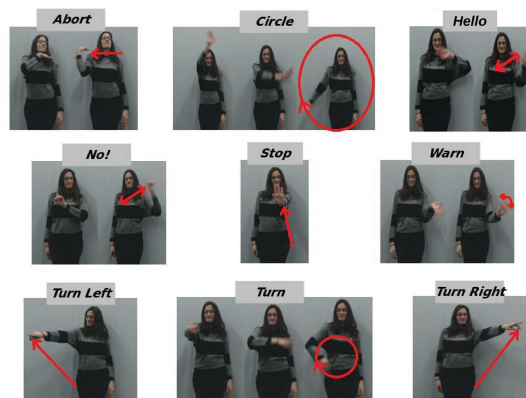 Abort
Circle
Hello
No!
Stop
Warn
Turn Left
Turn
Turn Right